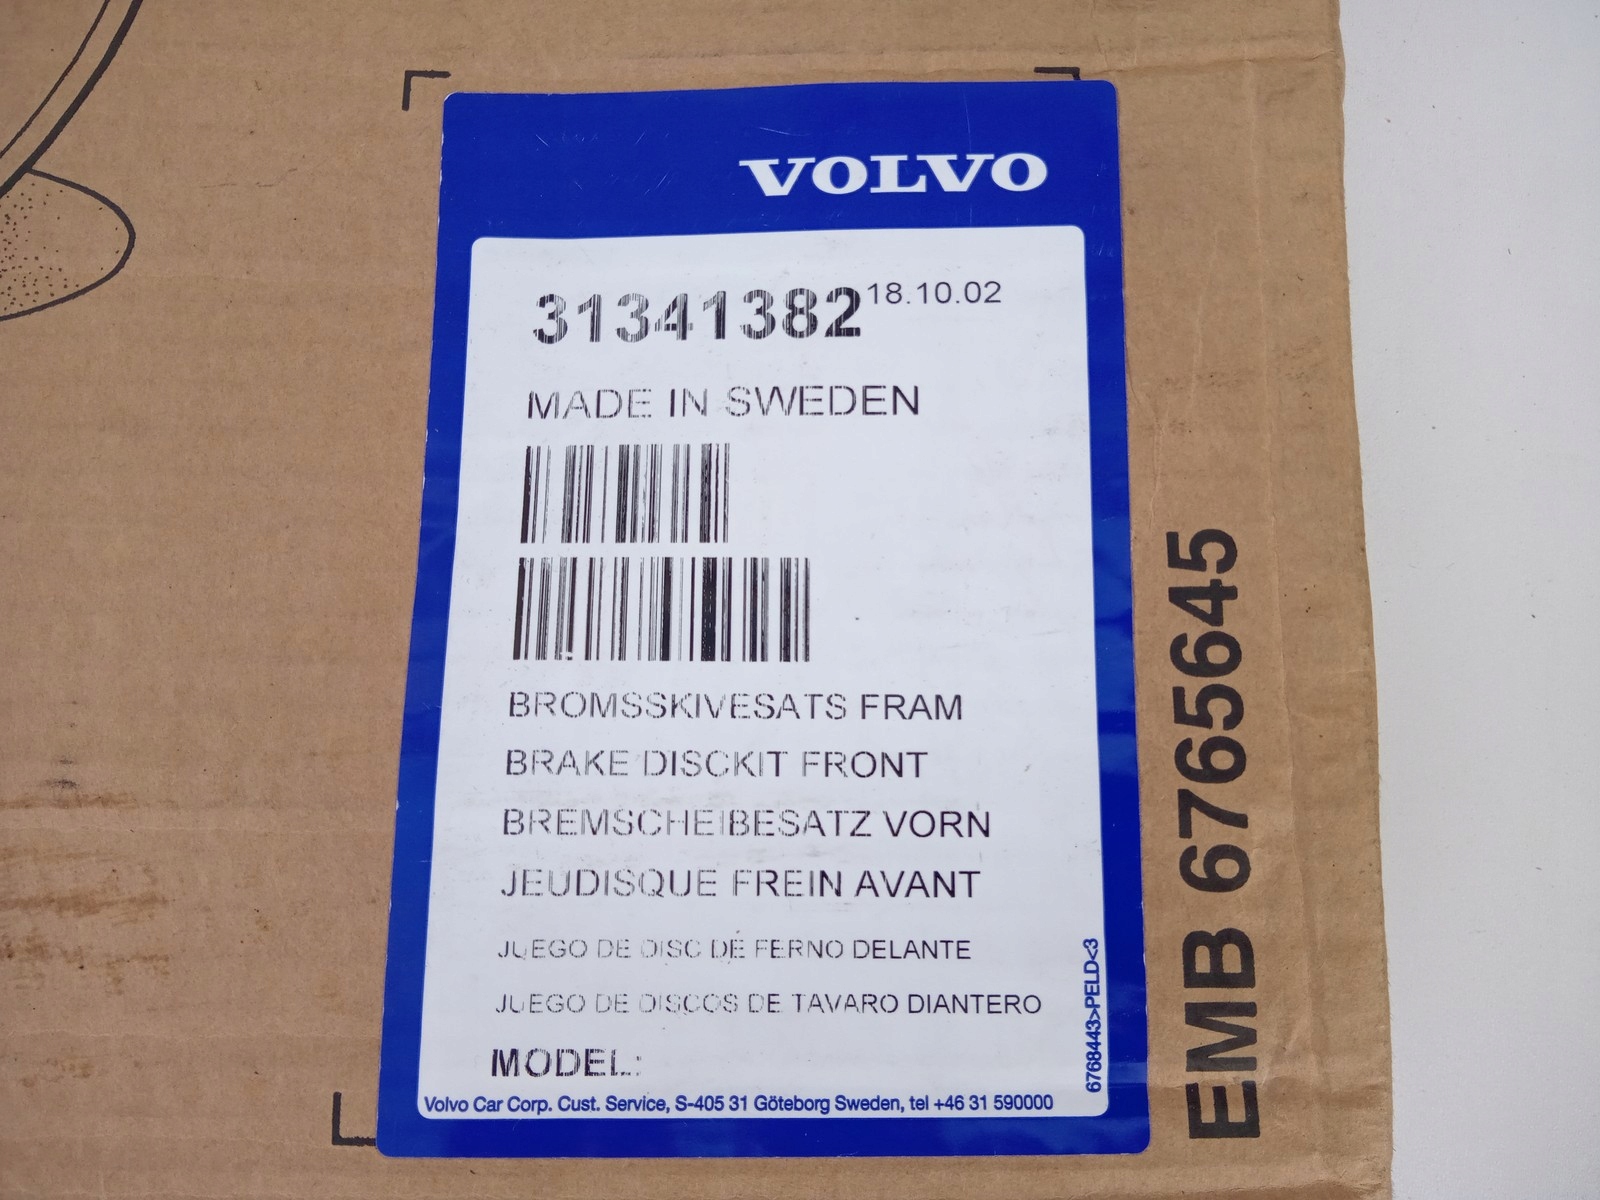 VOLVO
31341382 18.10.02
MADE IN SWEDEN
BROMSSKIVESATS FRAM
BRAKE DISCKIT FRONT
BREMSCHEIBESATZ VORN
JEUDISQUE FREIN AVANT
JUEGO DE DISC DE FERNO DELANTE
JUEGO DE DISCOS DE TAVARO DIANTERO
MODEL:
Volvo Car Corp. Cust. Service, S-405 31 Göteborg Sweden, tel +46 31 590000
6768443>PELD<3
EMB 6765645